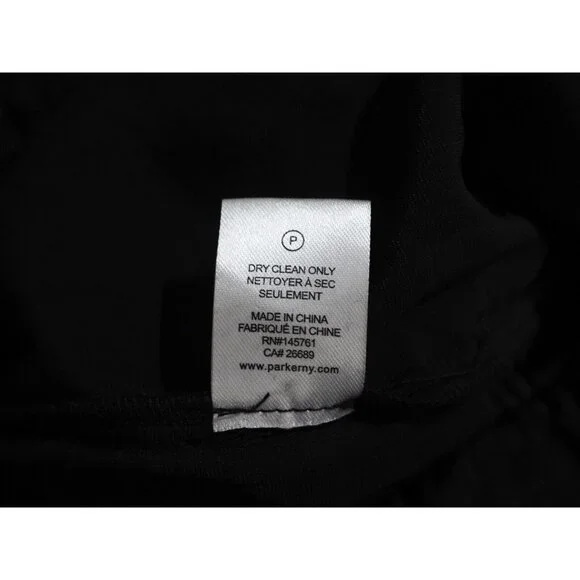 P
DRY CLEAN ONLY
NETTOYER À SEC
SEULEMENT
MADE IN CHINA
FABRIQUÉ EN CHINE
RN#145761
CA# 26689
www.parkerny.com